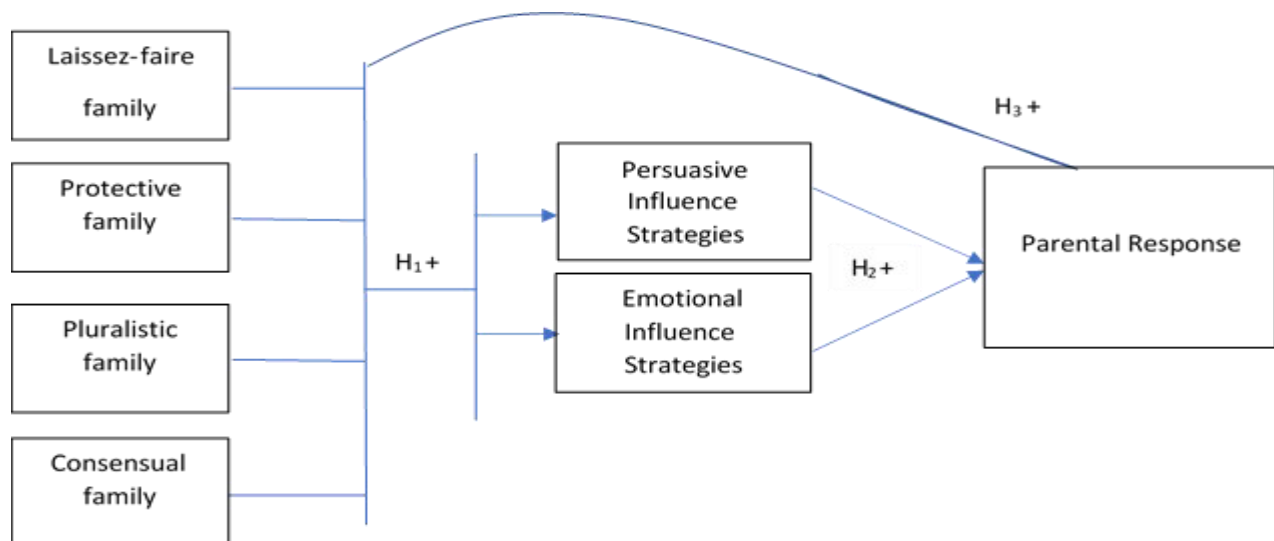 Laissez-faire
family
Protective
family
Pluralistic
family
Consensual
family
H₁ +
Persuasive
Influence
Strategies
Emotional
Influence
Strategies
H₂ +
H₃ +
Parental Response